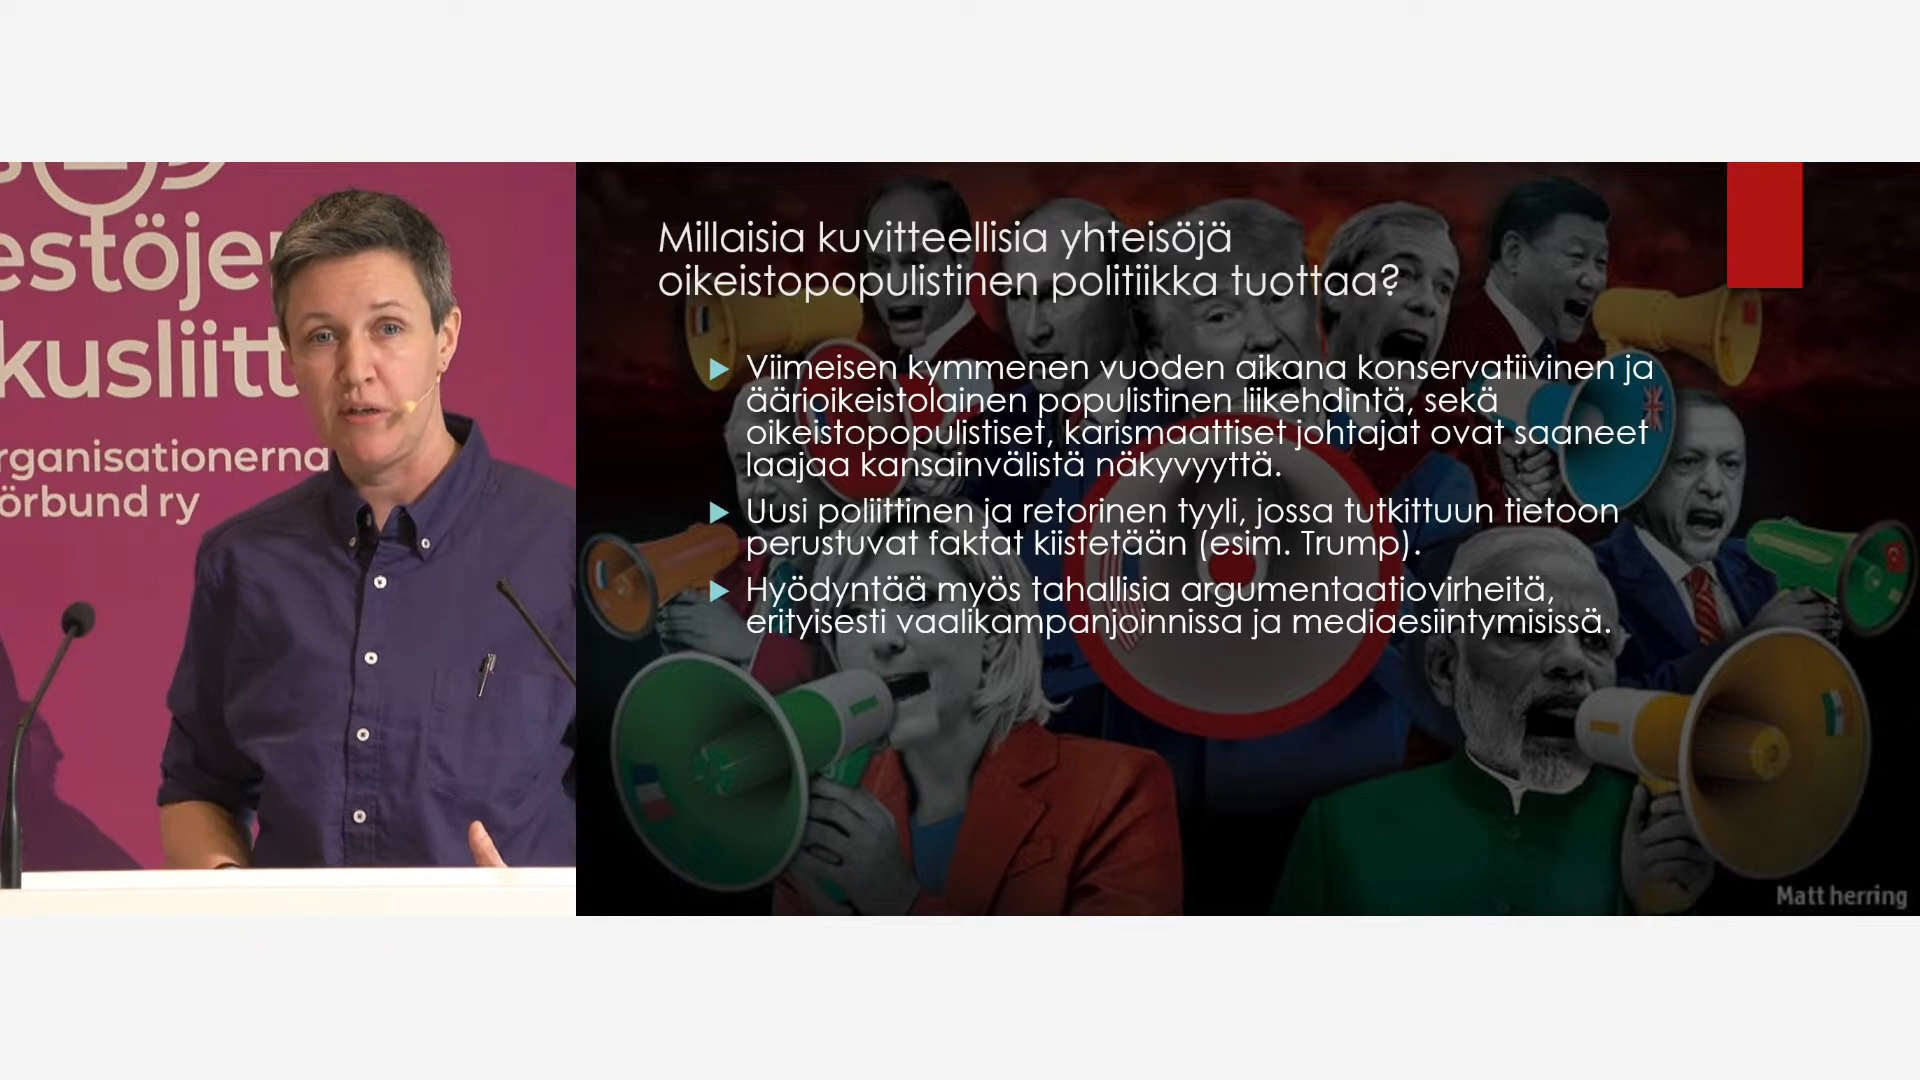 estöjen
kusliitt
rganisationerna
örbund ry
Millaisia kuvitteellisia yhteisöjä
oikeistopopulistinen politiikka tuottaa?
Viimeisen kymmenen vuoden aikana konservatiivinen ja
äärioikeistolainen populistinen liikehdintä, sekä
oikeistopopulistiset, karismaattiset johtajat ovat saaneet
laajaa kansainvälistä näkyvyyttä.
Uusi poliittinen ja retorinen tyyli, jossa tutkittuun tietoon
perustuvat faktat kiistetään (esim. Trump).
Hyödyntää myös tahallisia argumentaatiovirheitä,
erityisesti vaalikampanjoinnissa ja mediaesiintymisissä.
Matt herring